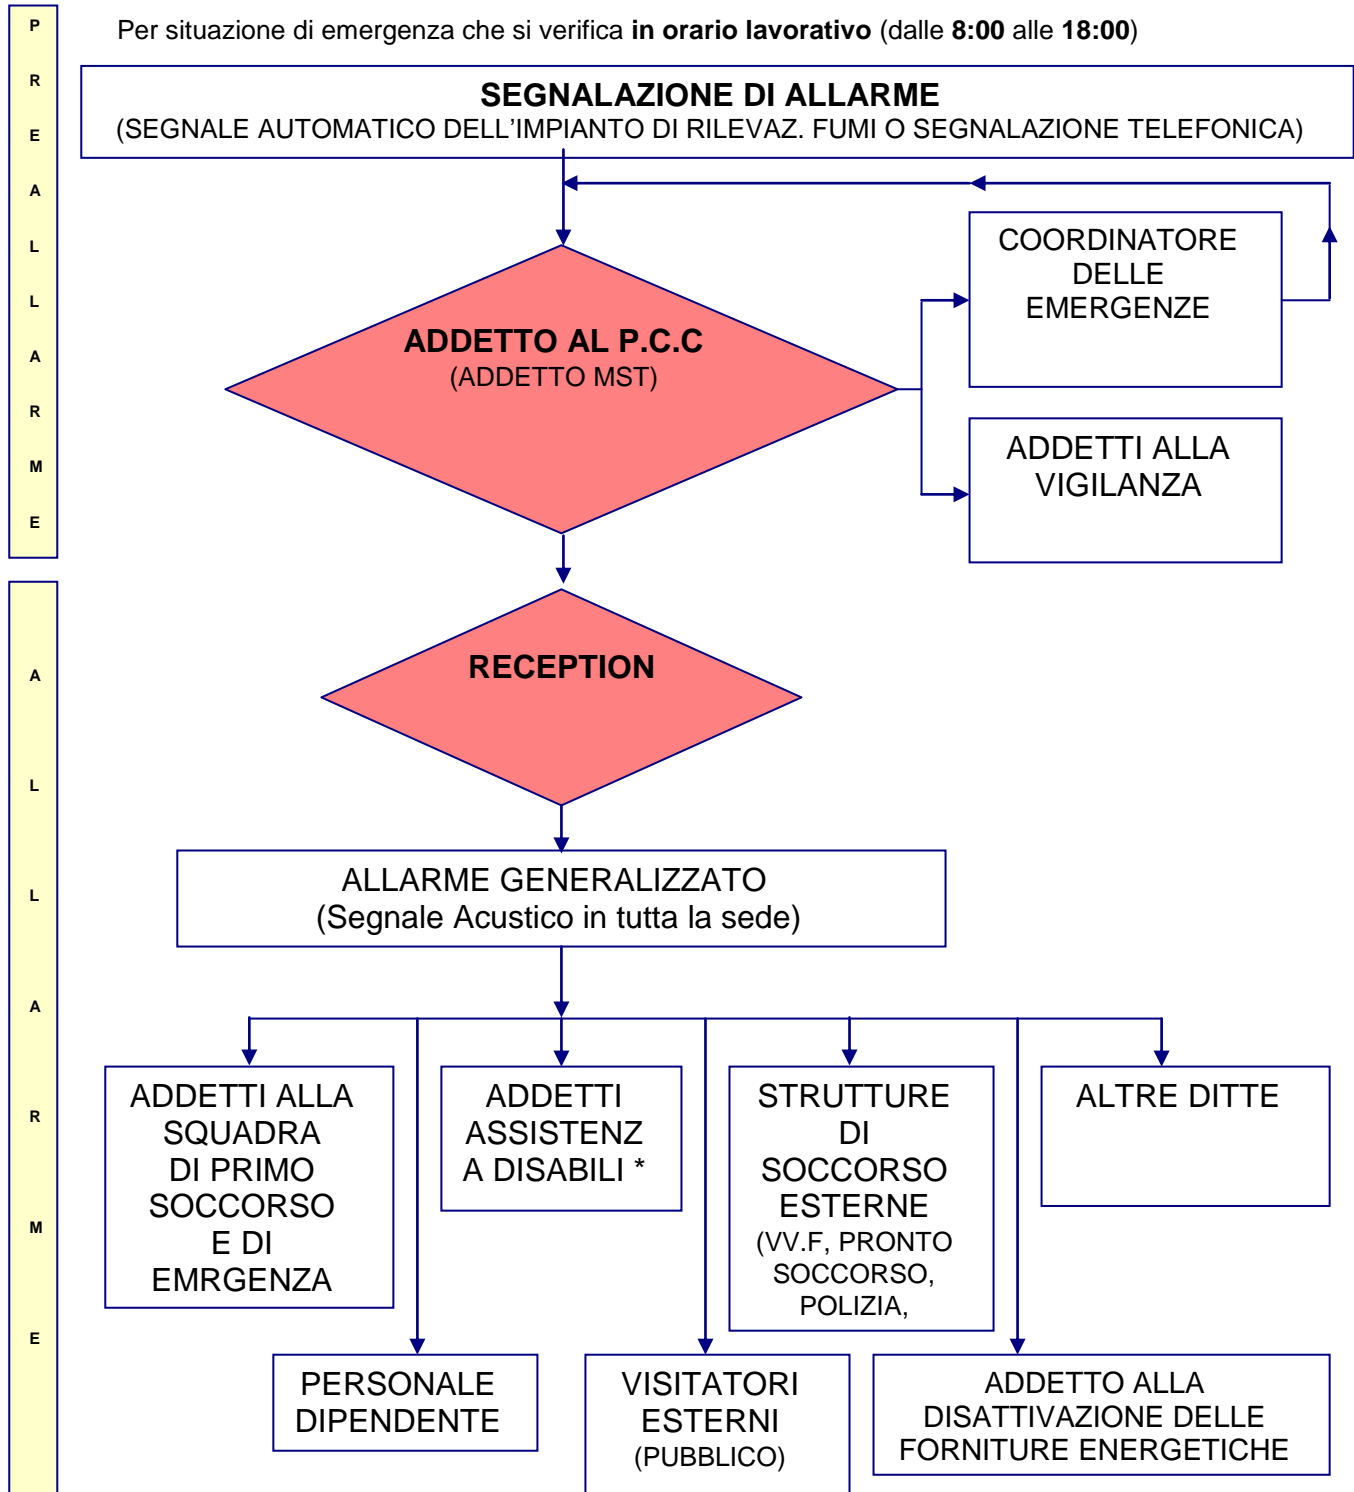 Per situazione di emergenza che si verifica in orario lavorativo (dalle 8:00 alle 18:00)
P
R
E
A
L
L
A
R
M
E
SEGNALAZIONE DI ALLARME
(SEGNALE AUTOMATICO DELL'IMPIANTO DI RILEVAZ. FUMI O SEGNALAZIONE TELEFONICA)
COORDINATORE
DELLE
EMERGENZE
ADDETTO AL P.C.C
(ADDETTO MST)
ADDETTI ALLA
VIGILANZA
A
L
L
A
R
M
E
RECEPTION
ALLARME GENERALIZZATO
(Segnale Acustico in tutta la sede)
ADDETTI ALLA
SQUADRA
DI PRIMO
SOCCORSO
E DI
EMRGENZA
ADDETTI
ASSISTENZ
A DISABILI *
STRUTTURE
DI
SOCCORSO
ESTERNE
(VV.F, PRONTO
SOCCORSO,
POLIZIA,
ALTRE DITTE
PERSONALE
DIPENDENTE
VISITATORI
ESTERNI
(PUBBLICO)
ADDETTO ALLA
DISATTIVAZIONE DELLE
FORNITURE ENERGETICHE